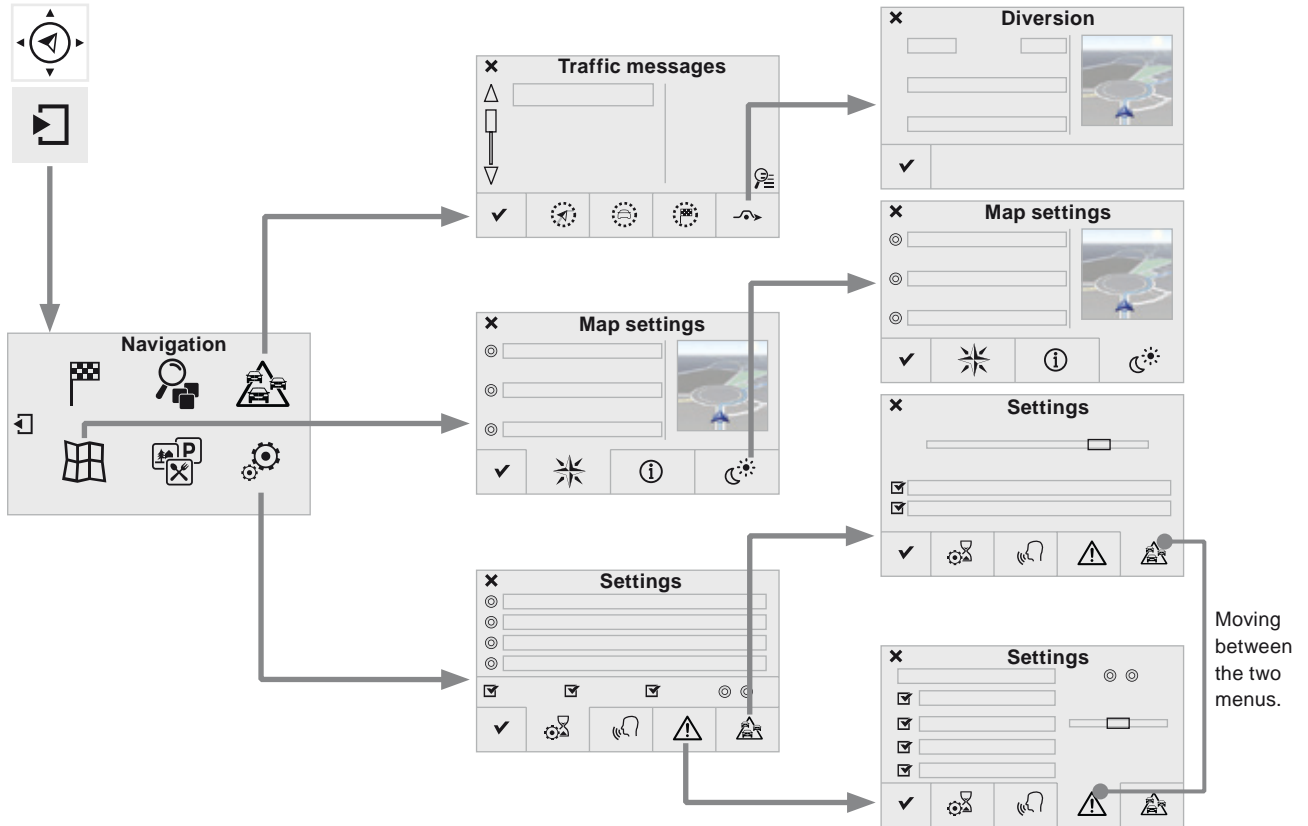 Diversion
Traffic messages
Map settings
Navigation
Map settings
Settings
P
Settings
Settings
Moving
between
the two
menus.